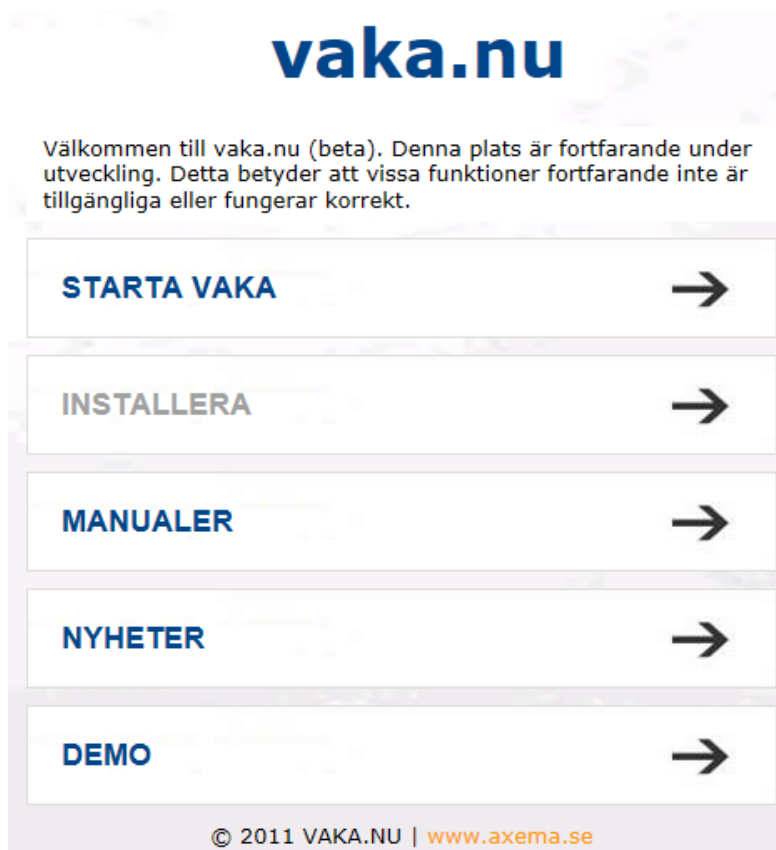 vaka.nu
Välkommen till vaka.nu (beta). Denna plats är fortfarande under
utveckling. Detta betyder att vissa funktioner fortfarande inte är
tillgängliga eller fungerar korrekt.
STARTA VAKA
INSTALLERA
MANUALER
NYHETER
DEMO
© 2011 VAKA.NU | www.axema.se